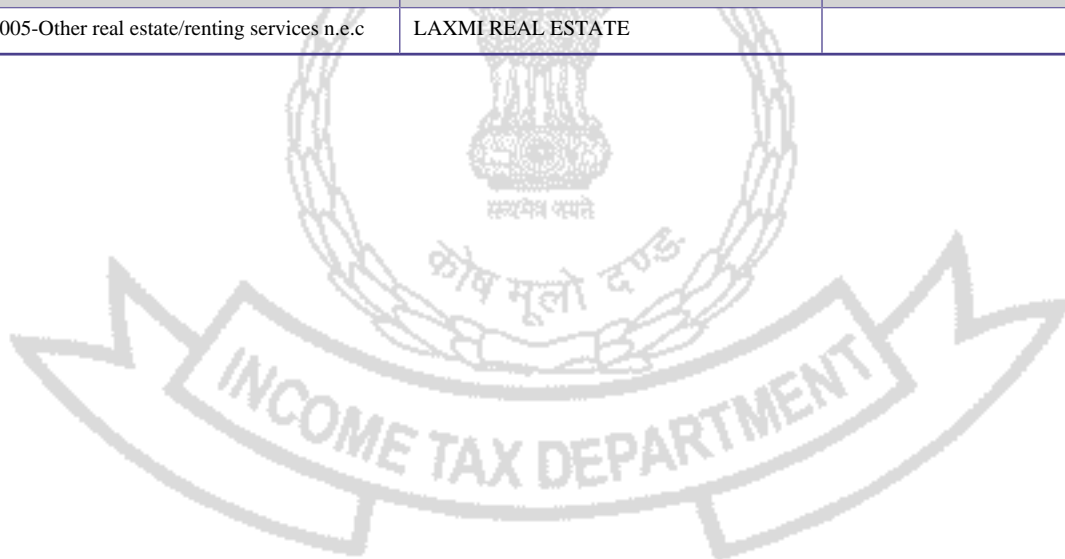 005-Other real estate/renting services n.e.c LAXMI REAL ESTATE
सत्यमेव जयते
कोष मूलो दण्ड
INCOME TAX DEPARTMENT